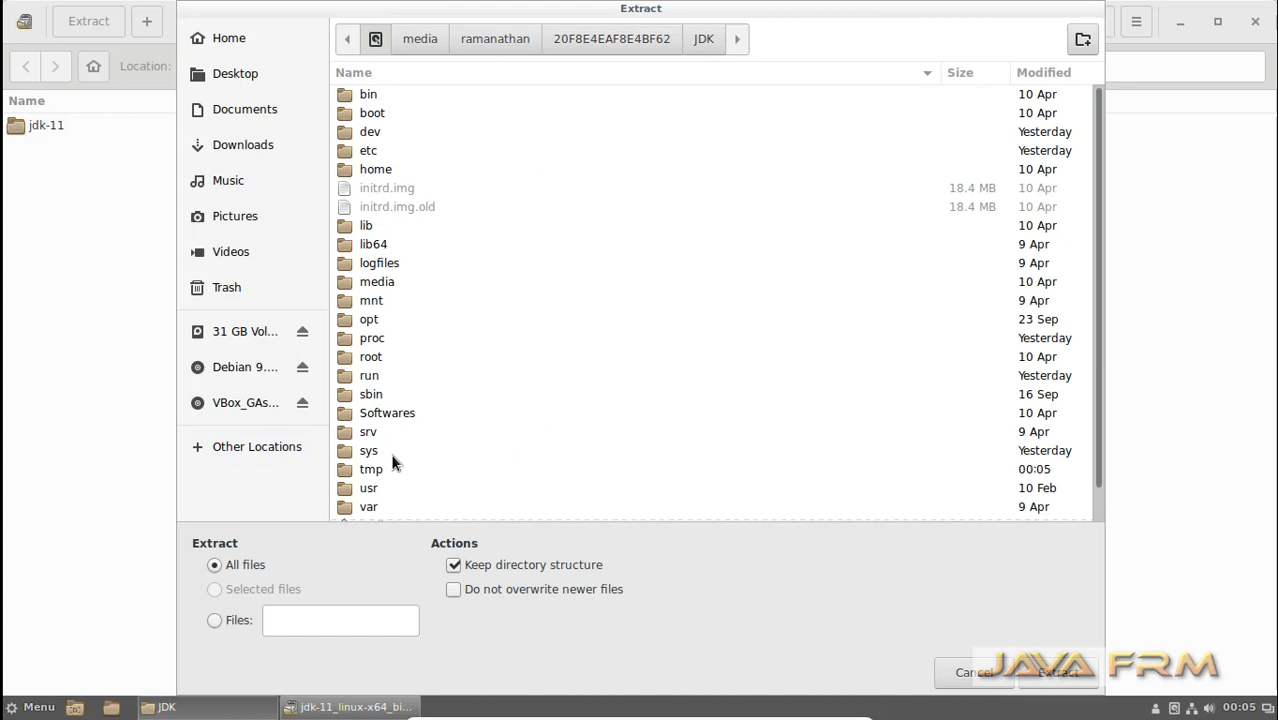 Extract
Extract
Location:
Name
jdk-11
Home
Desktop
Documents
Downloads
Music
Pictures
Videos
Trash
31 GB Vol...
Debian 9....
VBox_GAs...
Other Locations
media ramanathan 20F8E4EAF8E4BF62 JDK
Name Size Modified
bin 10 Apr
boot 10 Apr
dev Yesterday
etc Yesterday
home 10 Apr
initrd.img 18.4 MB 10 Apr
initrd.img.old 18.4 MB 10 Apr
lib 10 Apr
lib64 9 Apr
logfiles 9 Apr
media 10 Apr
mnt 9 Apr
opt 23 Sep
proc Yesterday
root 10 Apr
run Yesterday
sbin 16 Sep
Softwares 10 Apr
srv 9 Apr
sys Yesterday
tmp 00:05
usr 10 Feb
var 9 Apr
Extract Actions
All files Keep directory structure
Selected files Do not overwrite newer files
Files:
Cancel Extract
JAVA FRM
Menu JDK jdk-11_linux-x64_bi... 00:05